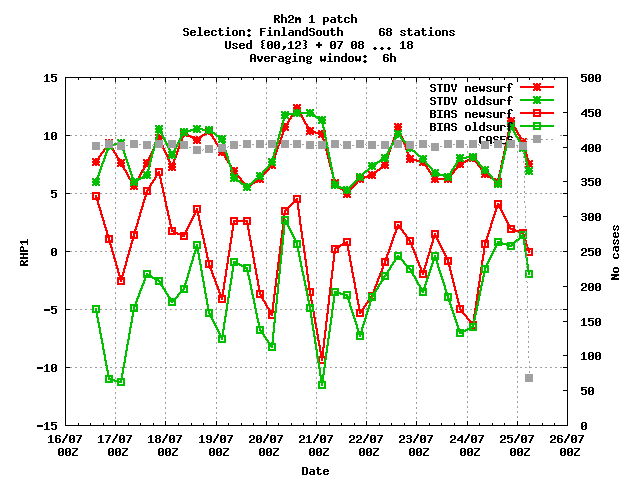 Rh2m 1 patch
Selection: FinlandSouth     68 stations
Used {00,12} + 07 08 ... 18
Averaging window:  6h
STDV newsurf
STDV oldsurf
BIAS newsurf
BIAS oldsurf
CASES
15
10
5
0
-5
-10
-15
RHP1
500
450
400
350
300
250
200
150
100
50
0
No cases
16/07 17/07 18/07 19/07 20/07 21/07 22/07 23/07 24/07 25/07 26/07
00Z 00Z 00Z 00Z 00Z 00Z 00Z 00Z 00Z 00Z 00Z
Date